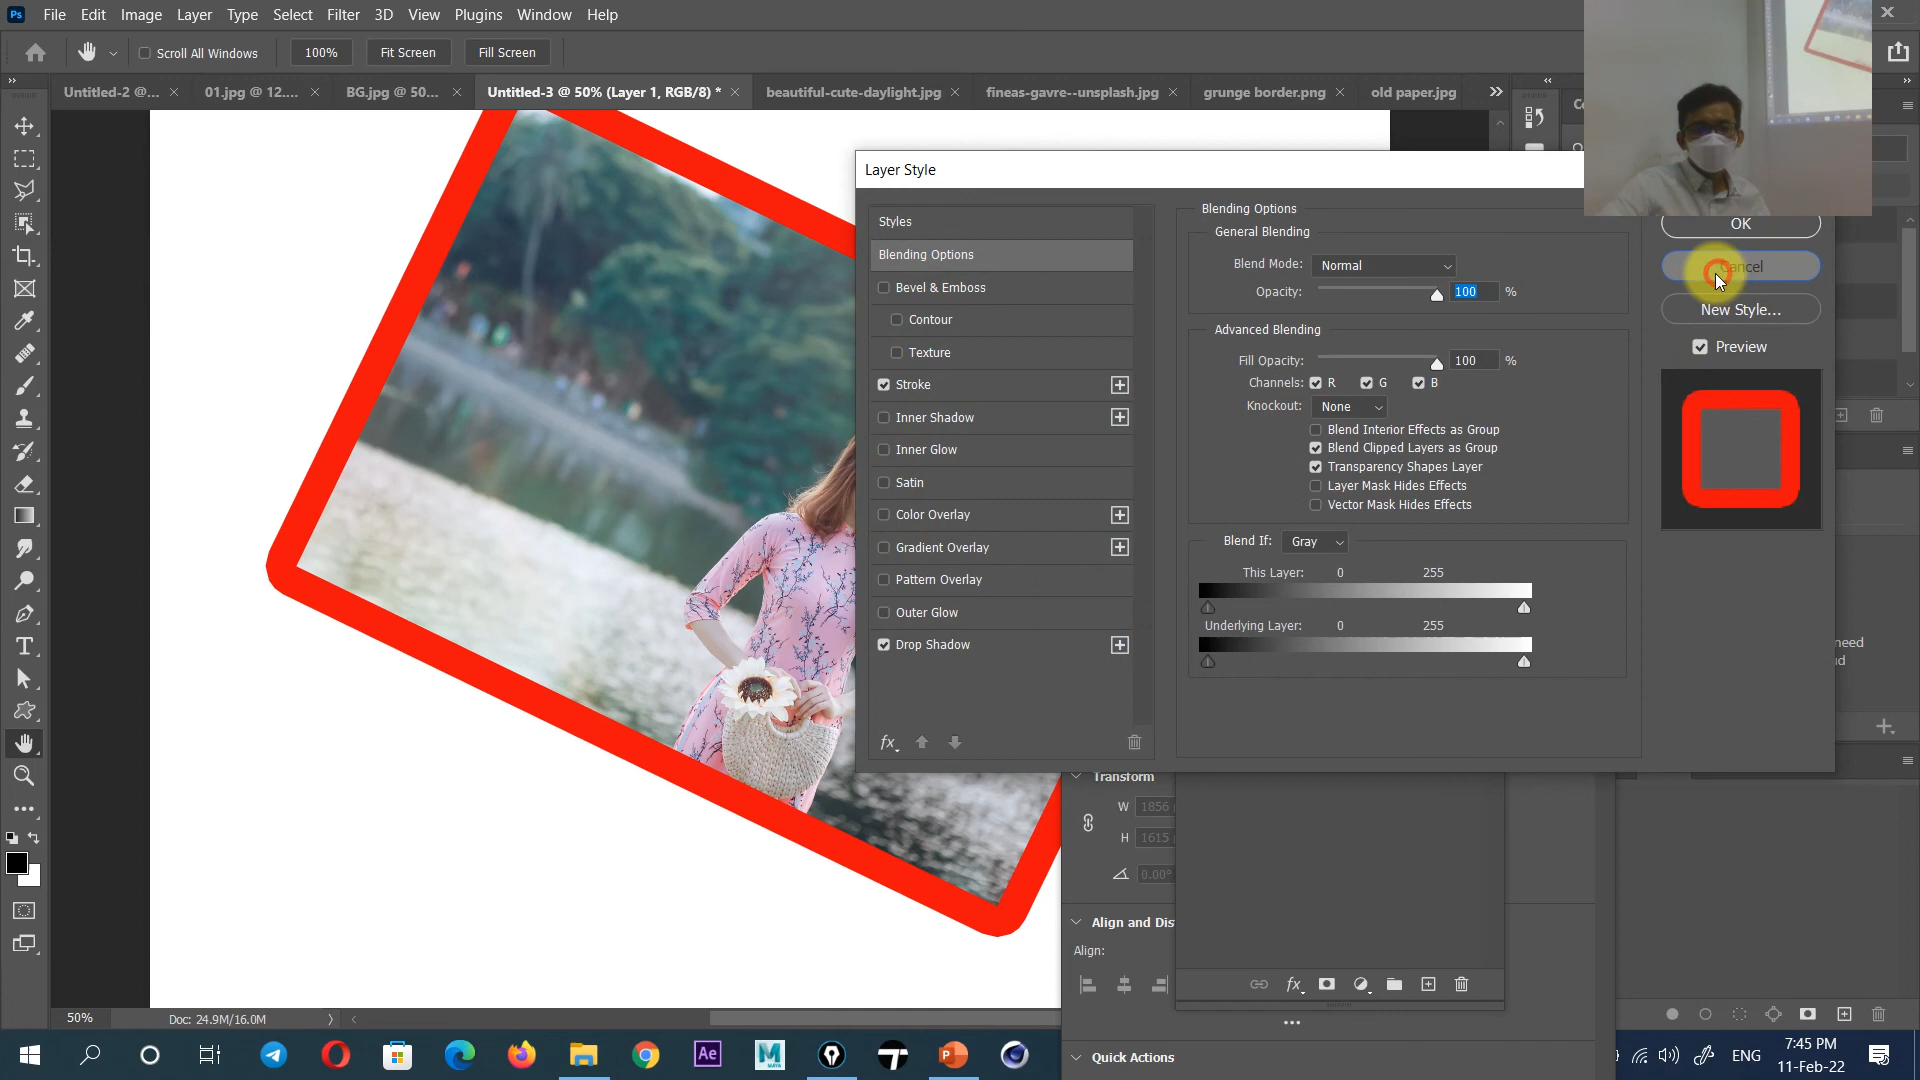 Ps File Edit Image Layer Type Select Filter 3D View Plugins Window Help
Scroll All Windows 100% Fit Screen Fill Screen
Untitled-2 @ ... 01.jpg @ 12.... BG.jpg @ 50... Untitled-3 @ 50% (Layer 1, RGB/8) * beautiful-cute-daylight.jpg fineas-gavre--unsplash.jpg grunge border.png old paper.jpg
Layer Style
Styles
Blending Options
Bevel & Emboss
Contour
Texture
Stroke
Inner Shadow
Inner Glow
Satin
Color Overlay
Gradient Overlay
Pattern Overlay
Outer Glow
Drop Shadow
fx
Blending Options
General Blending
Blend Mode: Normal
Opacity: 100 %
Advanced Blending
Fill Opacity: 100 %
Channels: R G B
Knockout: None
Blend Interior Effects as Group
Blend Clipped Layers as Group
Transparency Shapes Layer
Layer Mask Hides Effects
Vector Mask Hides Effects
Blend If: Gray
This Layer: 0 255
Underlying Layer: 0 255
OK
Cancel
New Style...
Preview
need
Transform
W 1856
H 1615
0.00°
Align and Dis
Align:
fx
Quick Actions
50% Doc: 24.9M/16.0M
Ae
MAYA
ENG
7:45 PM
11-Feb-22